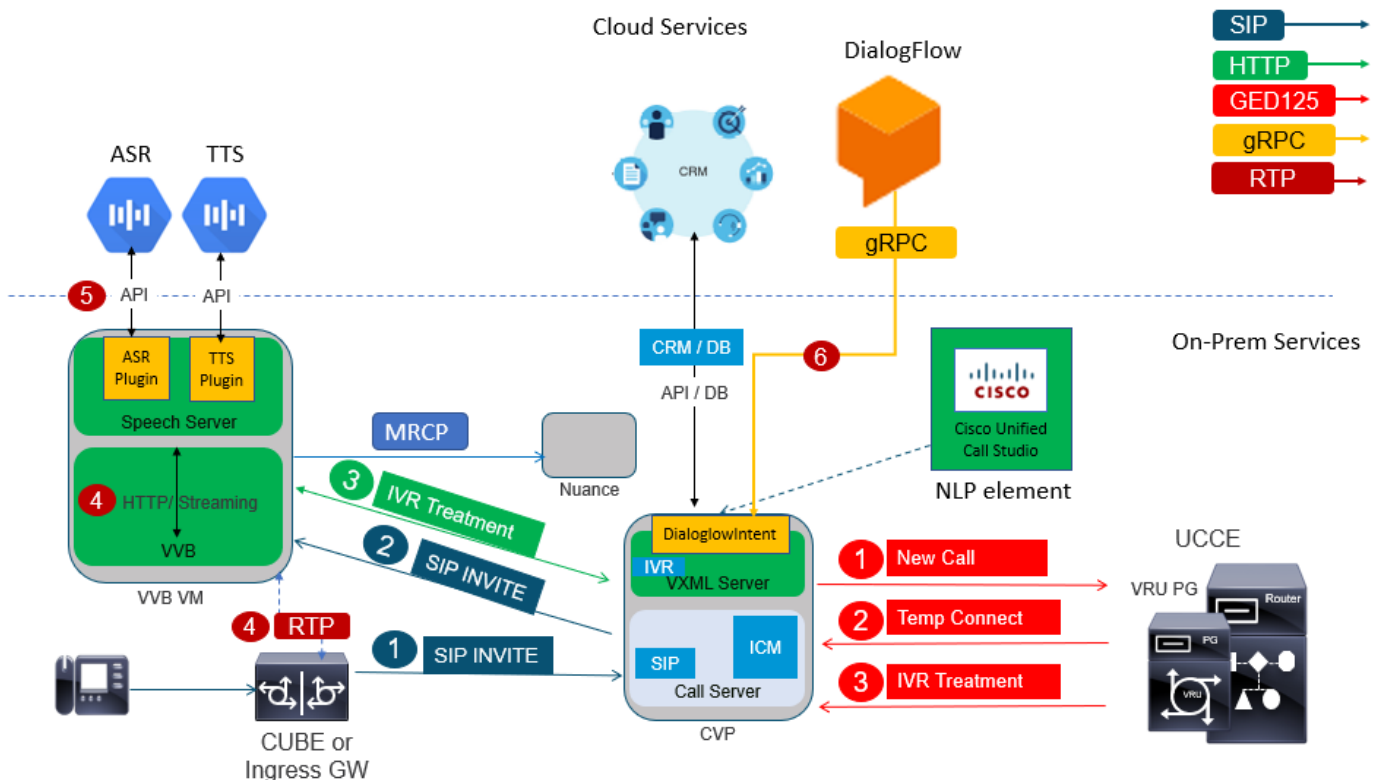 Cloud Services
DialogFlow
SIP
HTTP
GED125
gRPC
RTP
ASR
TTS
CRM
gRPC
5
API
API
On-Prem Services
ASR
Plugin
TTS
Plugin
Speech Server
CRM / DB
API / DB
6
CISCO
Cisco Unified
Call Studio
NLP element
MRCP
Nuance
4
HTTP/ Streaming
VVB
VVB VM
3
IVR Treatment
2
SIP INVITE
DialoglowIntent
IVR
VXML Server
SIP
ICM
Call Server
CVP
1
New Call
2
Temp Connect
3
IVR Treatment
UCCE
VRU PG
Router
PG
VRU
4
RTP
1
SIP INVITE
CUBE or
Ingress GW